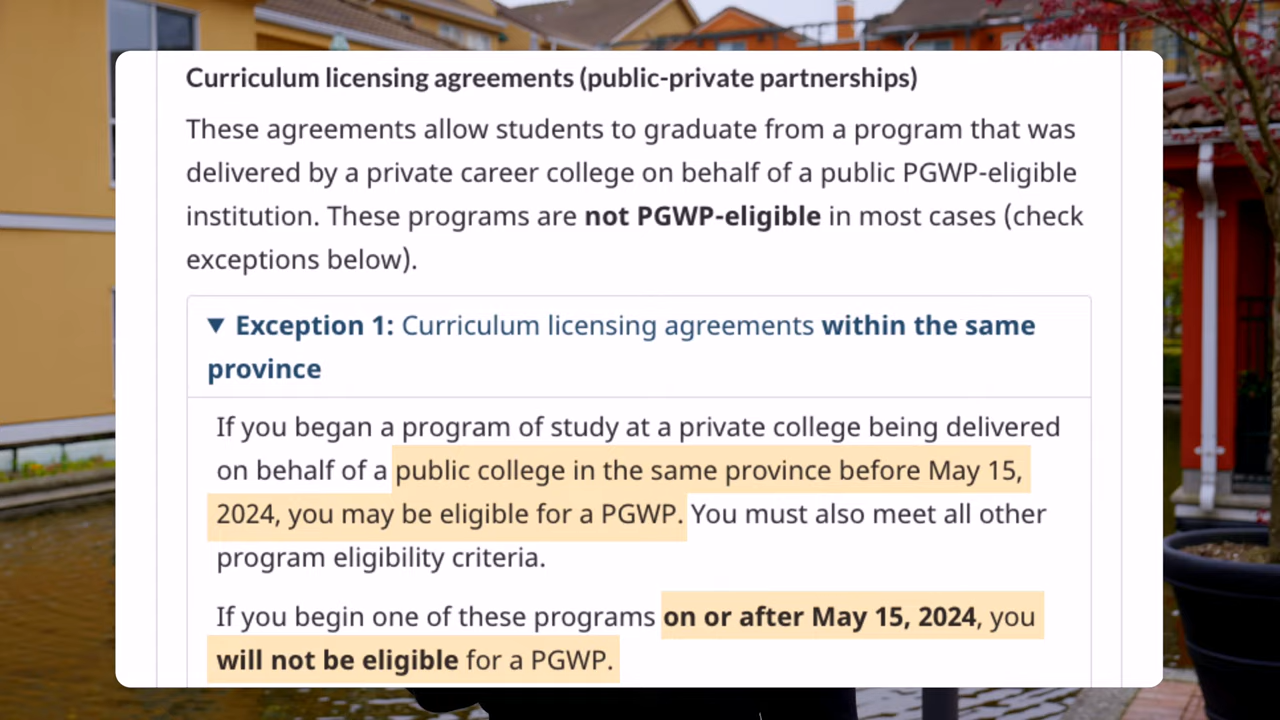 Curriculum licensing agreements (public-private partnerships)
These agreements allow students to graduate from a program that was
delivered by a private career college on behalf of a public PGWP-eligible
institution. These programs are not PGWP-eligible in most cases (check
exceptions below).
▼ Exception 1: Curriculum licensing agreements within the same
province
If you began a program of study at a private college being delivered
on behalf of a public college in the same province before May 15,
2024, you may be eligible for a PGWP. You must also meet all other
program eligibility criteria.
If you begin one of these programs on or after May 15, 2024, you
will not be eligible for a PGWP.